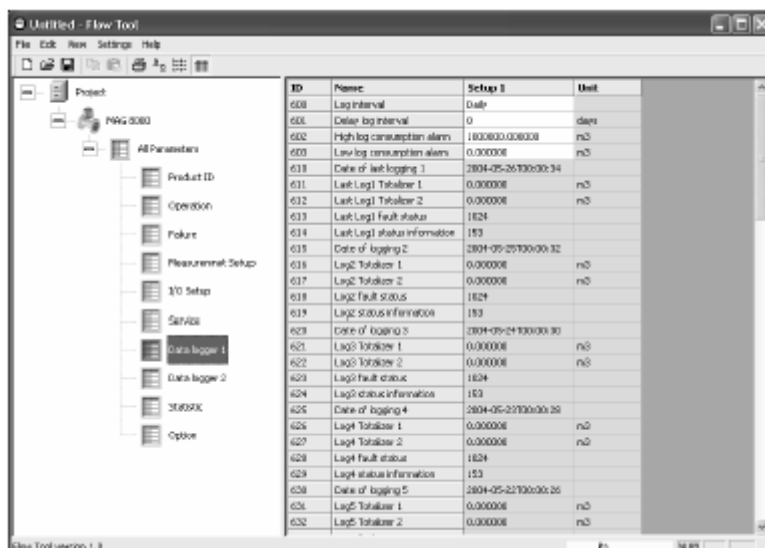 Untitled - Flow Tool
File Edit View Settings Help
Project
MAG 8000
All Parameters
Product ID
Operation
Failure
Measuremnet Setup
I/O Setup
Service
Data logger 1
Data logger 2
Statistic
Option
ID Name Setup 1 Unit
600 Log interval Daily
601 Delay log interval 0 days
602 High log consumption alarm 1000000.000000 m3
603 Low log consumption alarm 0.000000 m3
610 Date of last logging 1 2004-05-26T00:00:34
611 Last Log1 Totalizer 1 0.000000 m3
612 Last Log1 Totalizer 2 0.000000 m3
613 Last Log1 fault status 1024
614 Last Log1 status information 153
615 Date of logging 2 2004-05-25T00:00:32
616 Log2 Totalizer 1 0.000000 m3
617 Log2 Totalizer 2 0.000000 m3
618 Log2 fault status 1024
619 Log2 status information 153
620 Date of logging 3 2004-05-24T00:00:30
621 Log3 Totalizer 1 0.000000 m3
622 Log3 Totalizer 2 0.000000 m3
623 Log3 fault status 1024
624 Log3 status information 153
625 Date of logging 4 2004-05-23T00:00:28
626 Log4 Totalizer 1 0.000000 m3
627 Log4 Totalizer 2 0.000000 m3
628 Log4 fault status 1024
629 Log4 status information 153
630 Date of logging 5 2004-05-22T00:00:26
631 Log5 Totalizer 1 0.000000 m3
632 Log5 Totalizer 2 0.000000 m3
Flow Tool version